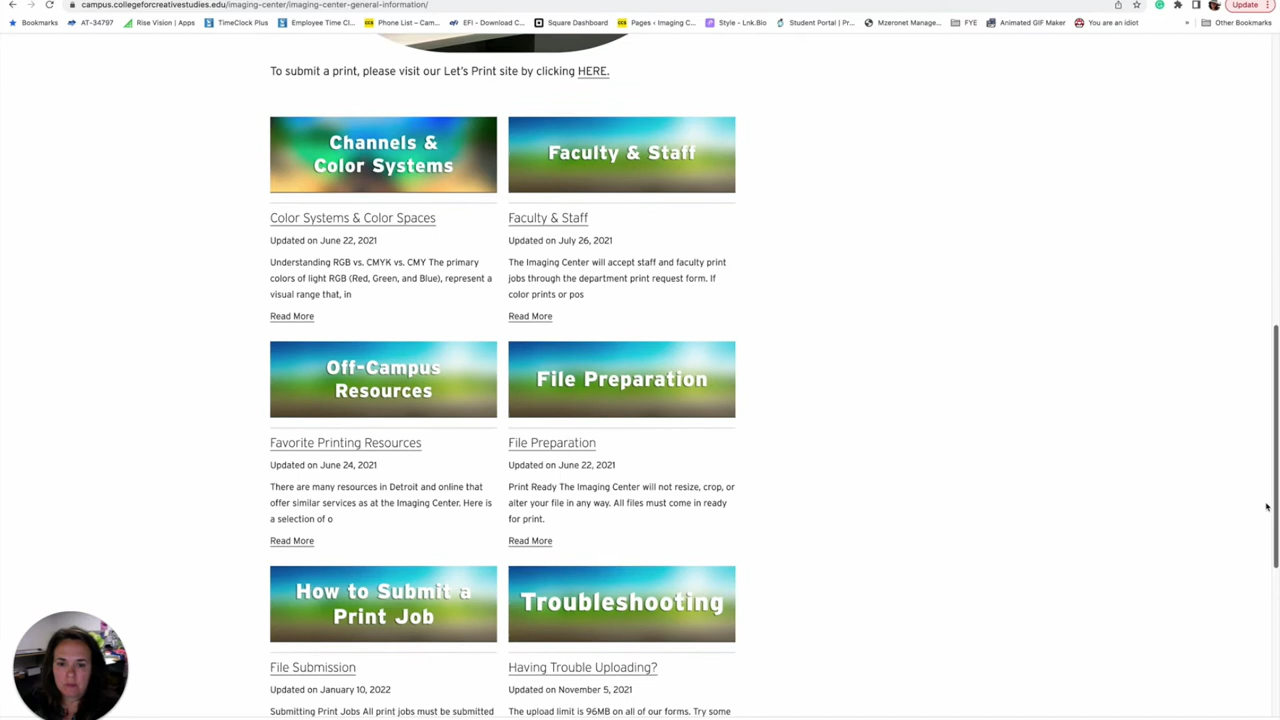 campus.collegeforcreativestudies.edu/imaging-center/imaging-center-general-information/
Update
Bookmarks
AT-34797
Rise Vision | Apps
TimeClock Plus
Employee Time Cl...
Phone List – Cam...
EFI - Download C...
Square Dashboard
Pages ‹ Imaging C...
Style - Lnk.Bio
Student Portal | Pr...
Mzeronet Manage...
FYE
Animated GIF Maker
You are an idiot
»
Other Bookmarks
To submit a print, please visit our Let's Print site by clicking HERE.
Channels &
Color Systems
Faculty & Staff
Color Systems & Color Spaces
Updated on June 22, 2021
Understanding RGB vs. CMYK vs. CMY The primary
colors of light RGB (Red, Green, and Blue), represent a
visual range that, in
Read More
Faculty & Staff
Updated on July 26, 2021
The Imaging Center will accept staff and faculty print
jobs through the department print request form. If
color prints or pos
Read More
Off-Campus
Resources
File Preparation
Favorite Printing Resources
Updated on June 24, 2021
There are many resources in Detroit and online that
offer similar services as at the Imaging Center. Here is
a selection of o
Read More
File Preparation
Updated on June 22, 2021
Print Ready The Imaging Center will not resize, crop, or
alter your file in any way. All files must come in ready
for print.
Read More
How to Submit a
Print Job
Troubleshooting
File Submission
Updated on January 10, 2022
Submitting Print Jobs All print jobs must be submitted
Having Trouble Uploading?
Updated on November 5, 2021
The upload limit is 96MB on all of our forms. Try some